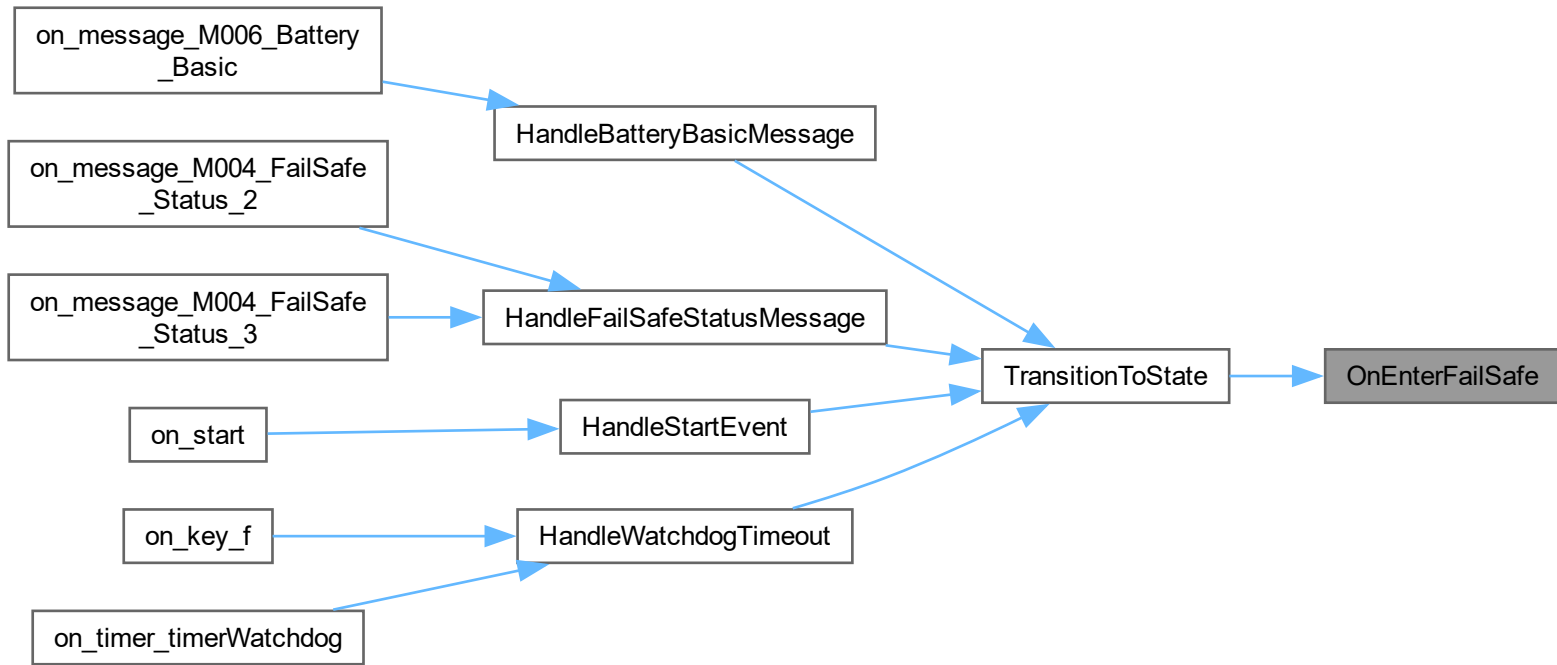 on_message_M006_Battery
_Basic
HandleBatteryBasicMessage
on_message_M004_FailSafe
_Status_2
on_message_M004_FailSafe
_Status_3
HandleFailSafeStatusMessage
TransitionToState
OnEnterFailSafe
on_start
HandleStartEvent
on_key_f
HandleWatchdogTimeout
on_timer_timerWatchdog